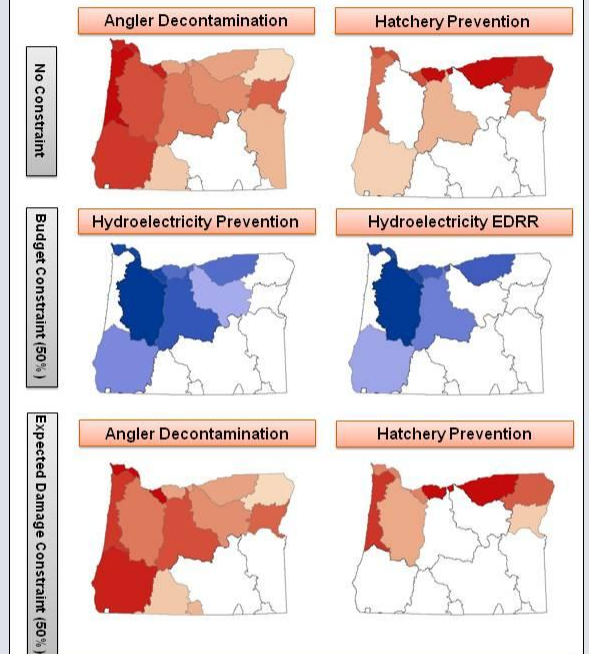 Angler Decontamination
Hatchery Prevention
No Constraint
Hydroelectricity Prevention
Hydroelectricity EDRR
Budget Constraint (50%)
Angler Decontamination
Hatchery Prevention
Expected Damage Constraint (50%)